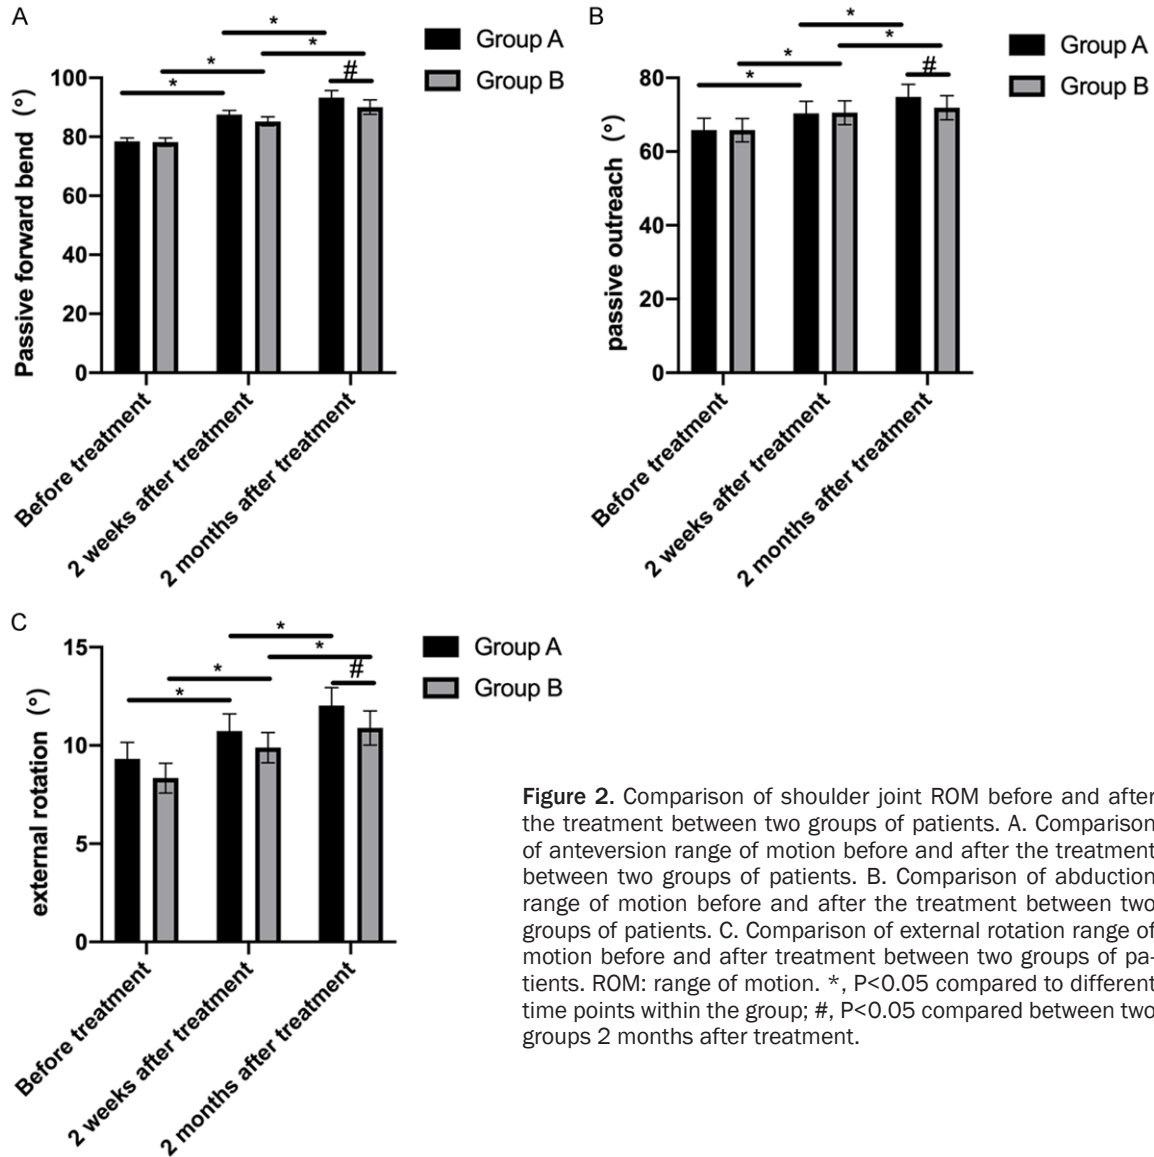 A
*
*
*
*
#
Group A
Group B
Passive forward bend (°)
100
80
60
40
20
0
Before treatment
2 weeks after treatment
2 months after treatment
B
*
*
*
*
#
Group A
Group B
passive outreach (°)
80
60
40
20
0
Before treatment
2 weeks after treatment
2 months after treatment
C
*
*
*
*
#
Group A
Group B
external rotation (°)
15
10
5
0
Before treatment
2 weeks after treatment
2 months after treatment
Figure 2. Comparison of shoulder joint ROM before and after
the treatment between two groups of patients. A. Comparison
of anteversion range of motion before and after the treatment
between two groups of patients. B. Comparison of abduction
range of motion before and after the treatment between two
groups of patients. C. Comparison of external rotation range of
motion before and after treatment between two groups of pa-
tients. ROM: range of motion. *, P<0.05 compared to different
time points within the group; #, P<0.05 compared between two
groups 2 months after treatment.